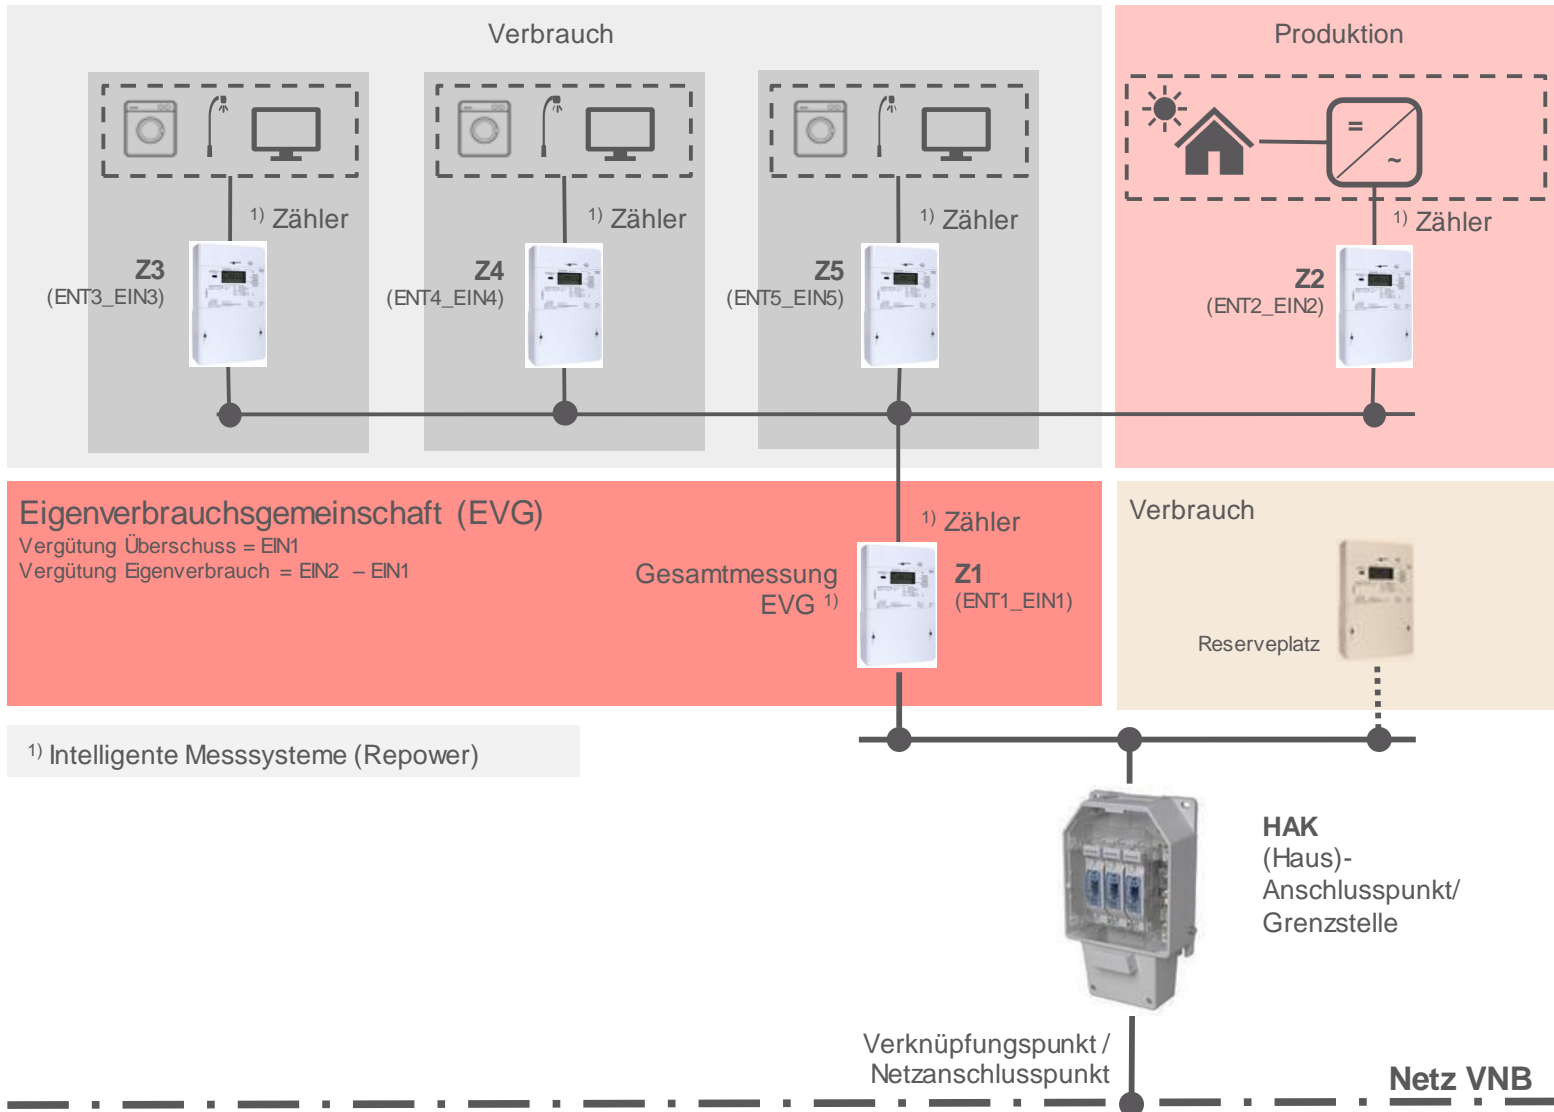 Verbrauch
Produktion
1) Zähler
1) Zähler
1) Zähler
1) Zähler
Z3
(ENT3_EIN3)
Z4
(ENT4_EIN4)
Z5
(ENT5_EIN5)
Z2
(ENT2_EIN2)
Eigenverbrauchsgemeinschaft (EVG)
Vergütung Überschuss = EIN1
Vergütung Eigenverbrauch = EIN2 – EIN1
1) Zähler
Gesamtmessung
EVG 1)
Z1
(ENT1_EIN1)
Verbrauch
Reserveplatz
1) Intelligente Messsysteme (Repower)
HAK
(Haus)-
Anschlusspunkt/
Grenzstelle
Verknüpfungspunkt /
Netzanschlusspunkt
Netz VNB